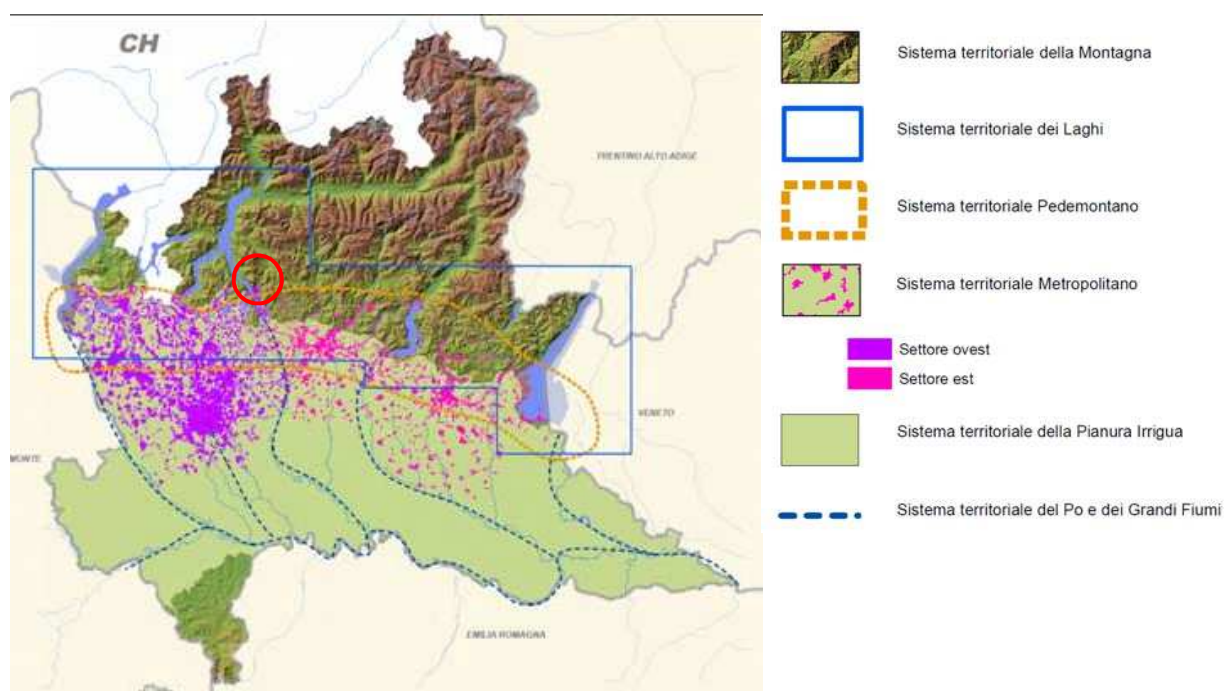 CH
TRENTINO ALTO ADIGE
VENETO
MONTE
EMILIA ROMAGNA
Sistema territoriale della Montagna
Sistema territoriale dei Laghi
Sistema territoriale Pedemontano
Sistema territoriale Metropolitano
Settore ovest
Settore est
Sistema territoriale della Pianura Irrigua
Sistema territoriale del Po e dei Grandi Fiumi